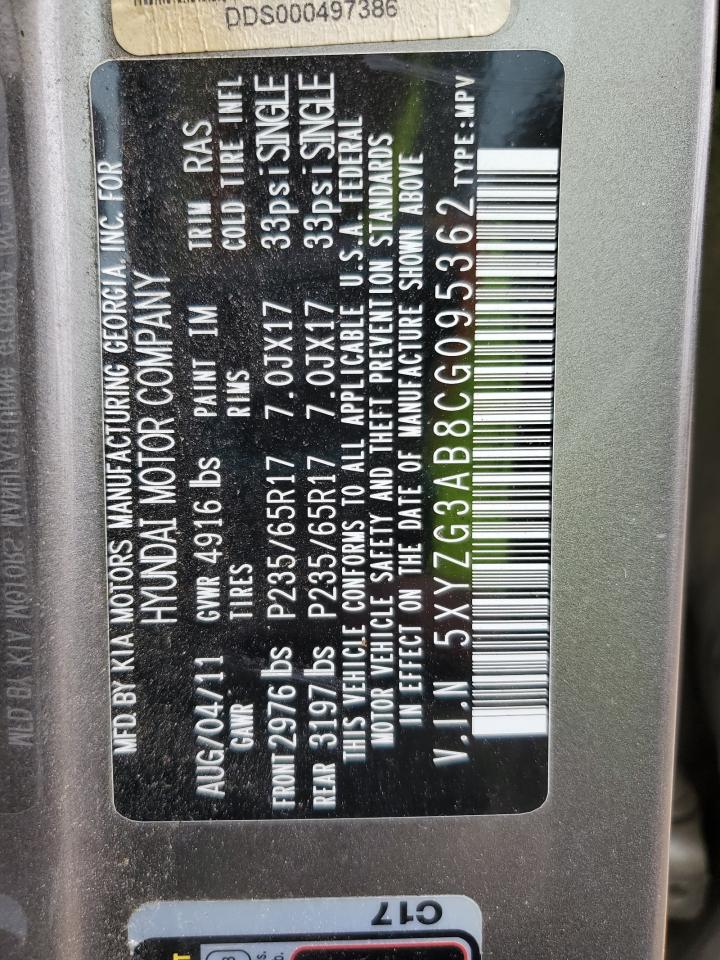 DDS000497386
MFD BY KIA MOTORS MANUFACTURING GEORGIA, INC. FOR
HYUNDAI MOTOR COMPANY
AUG/04/11 GVWR 4916 lbs PAINT IM TRIM RAS
GAWR TIRES RIMS COLD TIRE INFL
FRONT 2976 lbs P235/65R17 7.0JX17 33psi SINGLE
REAR 3197 lbs P235/65R17 7.0JX17 33psi SINGLE
THIS VEHICLE CONFORMS TO ALL APPLICABLE U.S.A. FEDERAL
MOTOR VEHICLE SAFETY AND THEFT PREVENTION STANDARDS
IN EFFECT ON THE DATE OF MANUFACTURE SHOWN ABOVE
V.I.N 5XYZG3AB8CG095362 TYPE:MPV
C17